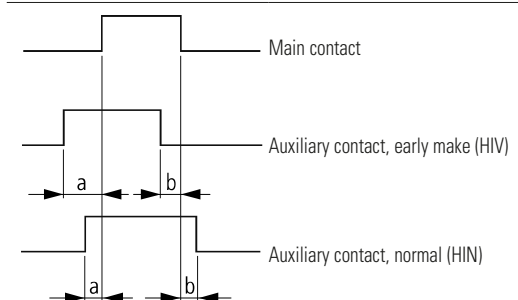 Main contact
Auxiliary contact, early make (HIV)
a b
Auxiliary contact, normal (HIN)
a b